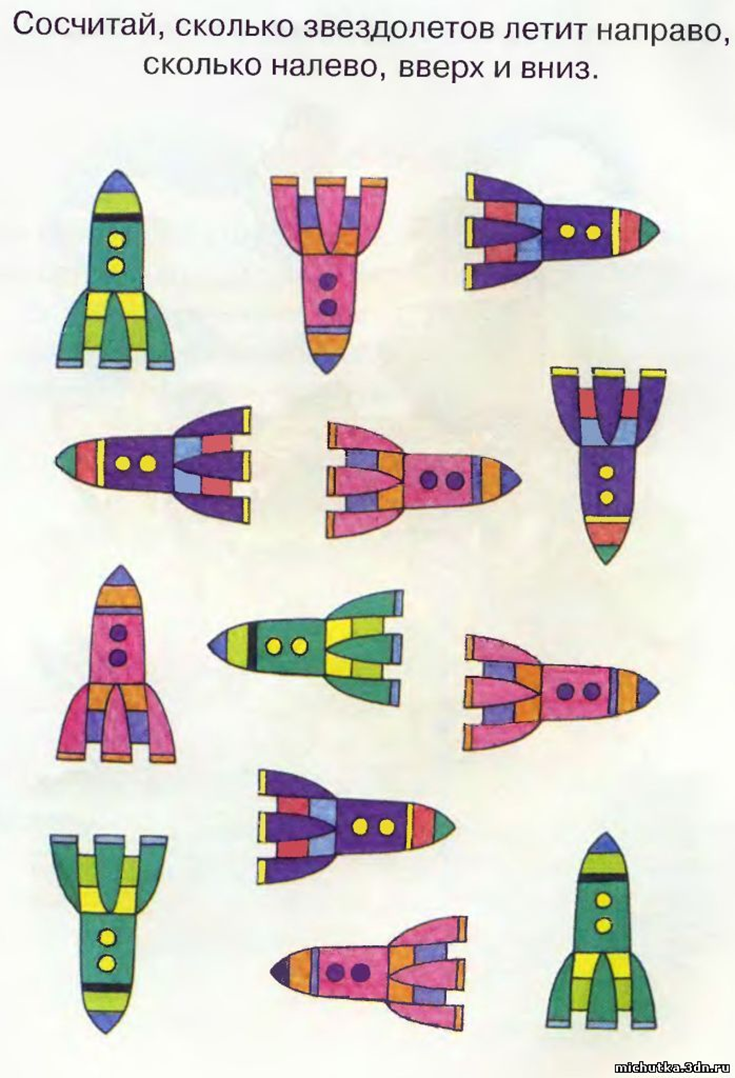 Сосчитай, сколько звездолетов летит направо,
сколько налево, вверх и вниз.
michutka.3dn.ru